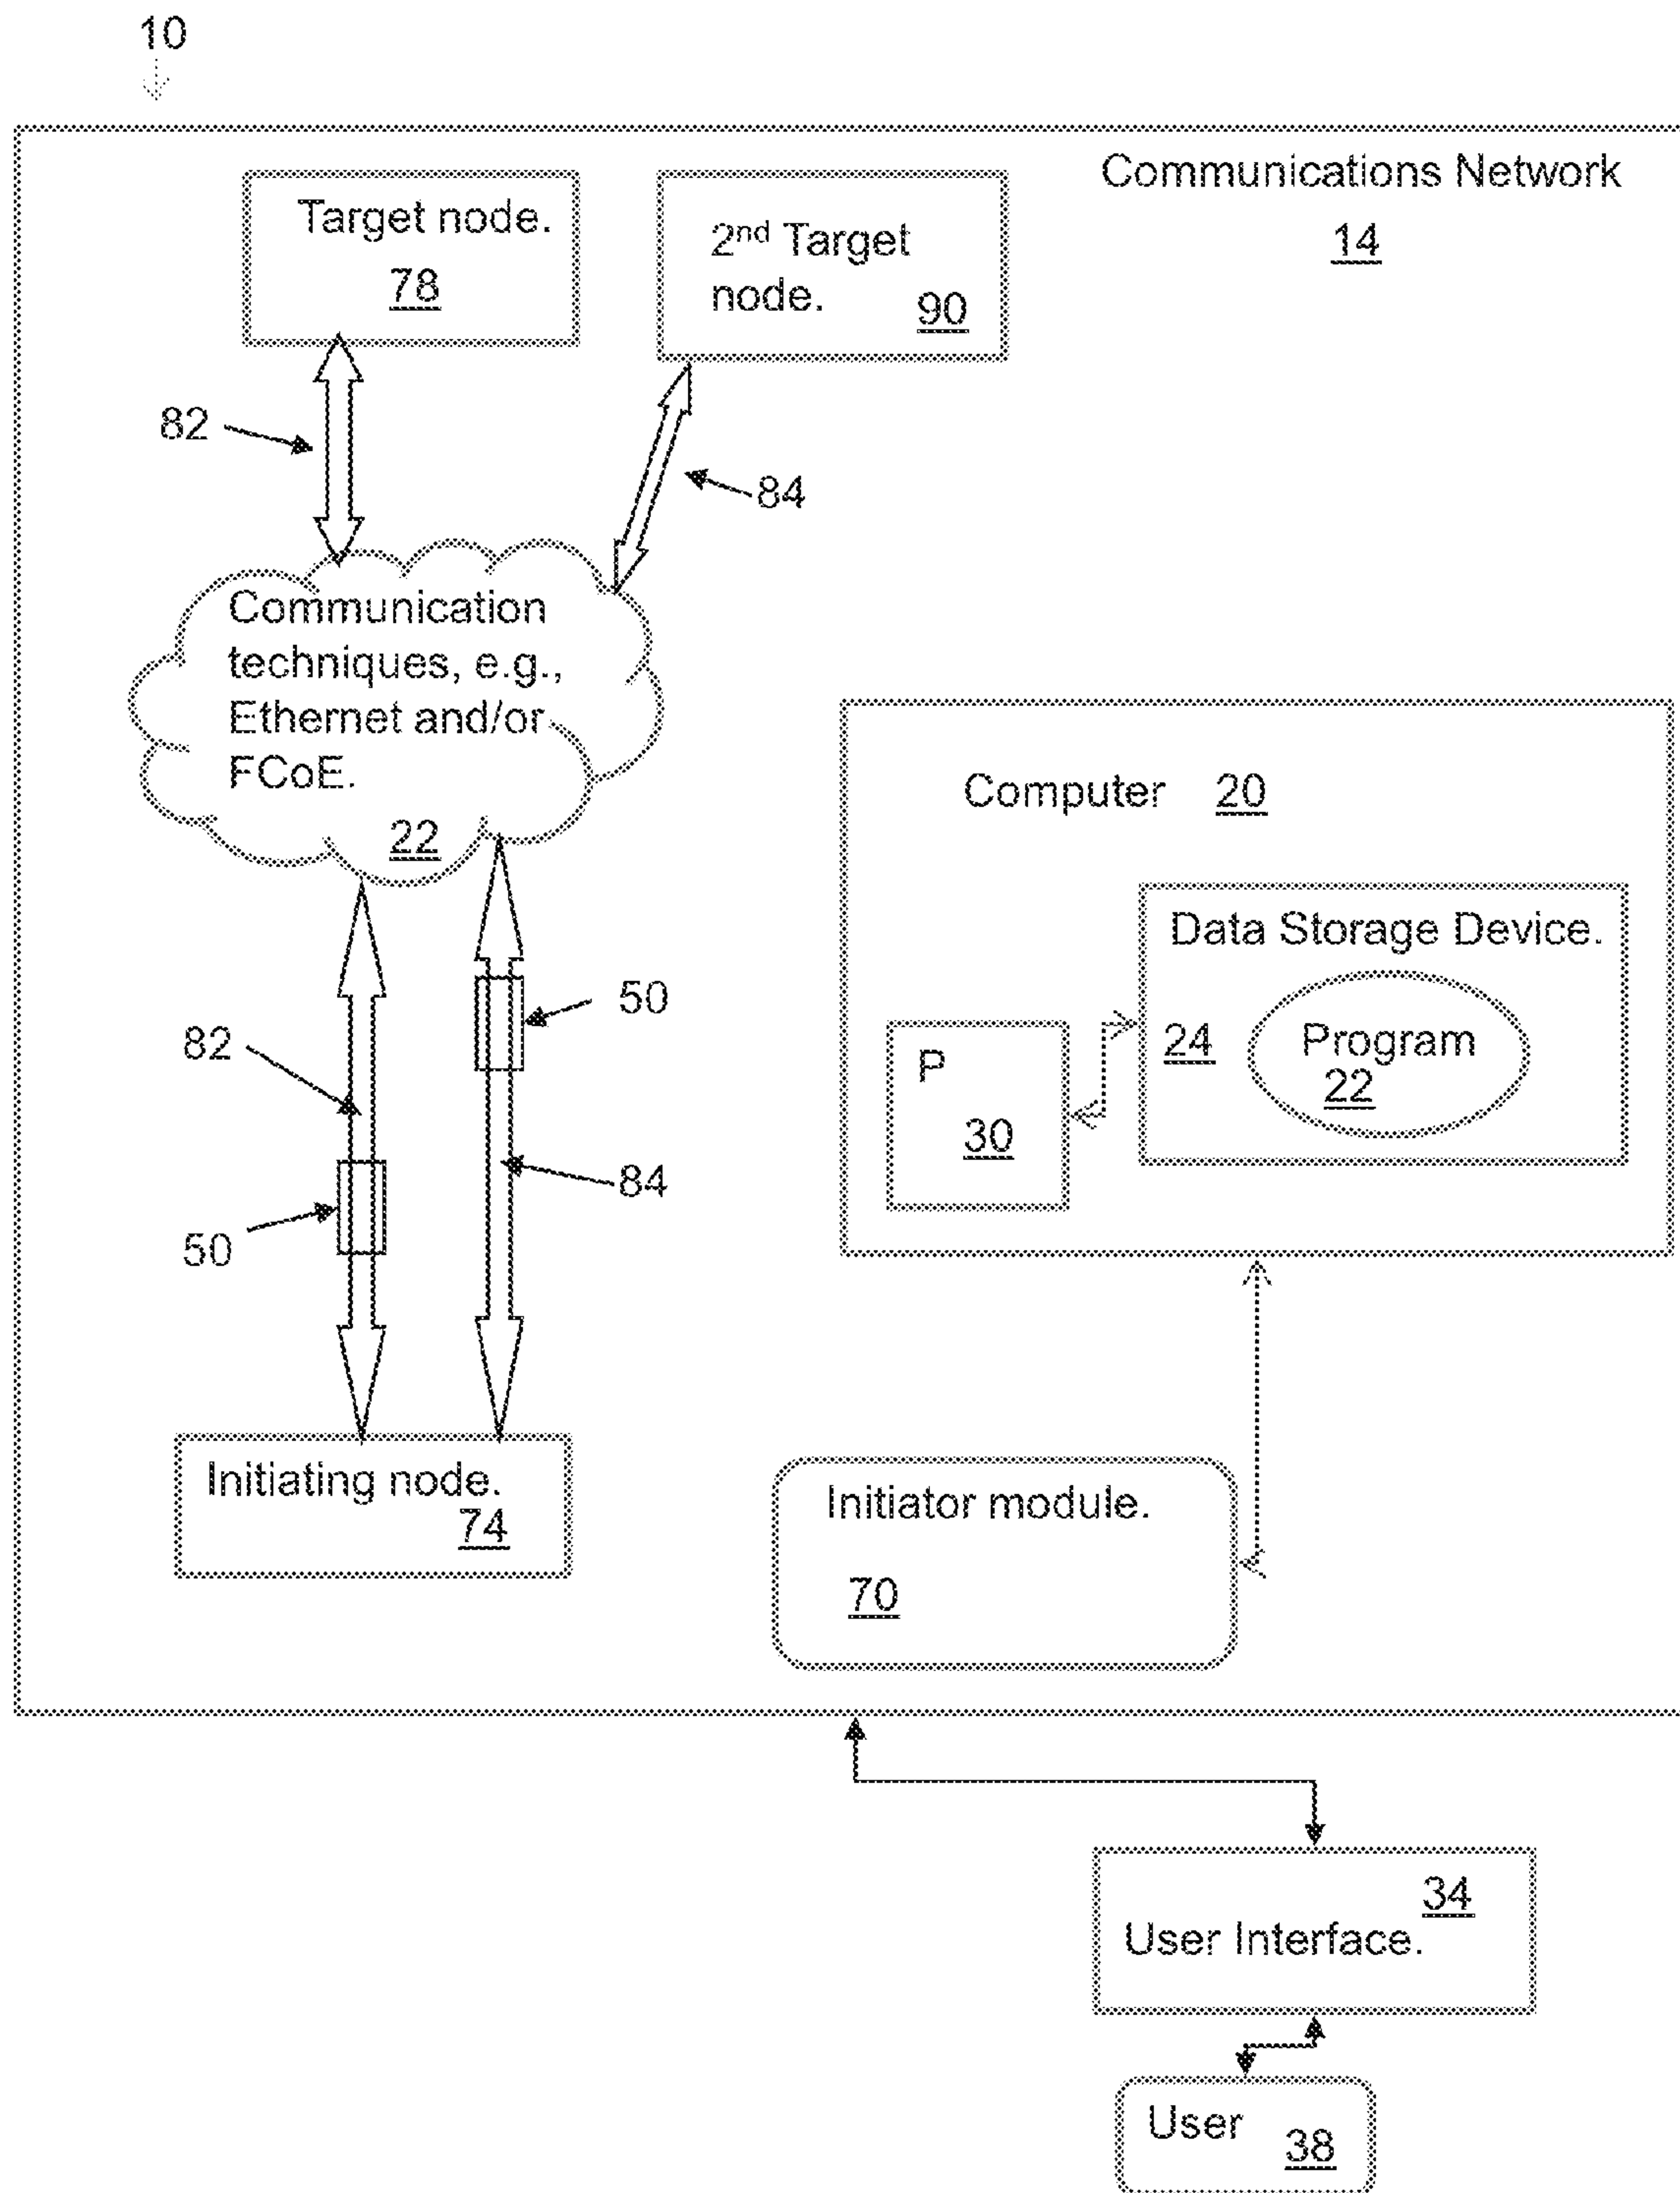 10
Communications Network
14
Target node.
78
2nd Target
node.
90
82
84
Communication
techniques, e.g.,
Ethernet and/or
FCoE.
22
Computer 20
Data Storage Device.
24
Program
22
P
30
82
50
50
84
Initiating node.
74
Initiator module.
70
34
User Interface.
User
38